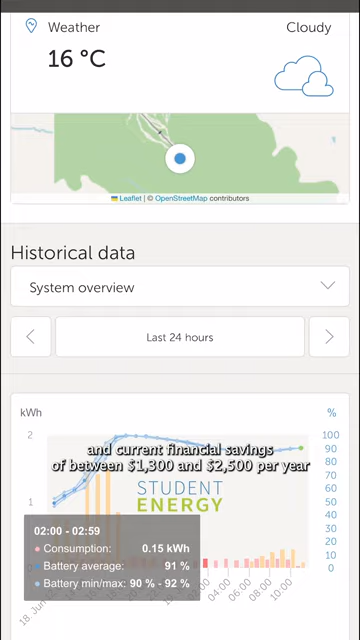 Weather
Cloudy
16 °C
Leaflet | © OpenStreetMap contributors
Historical data
System overview
Last 24 hours
kWh
%
2
1
100
90
80
70
60
50
40
30
20
10
0
and current financial savings
of between $1,300 and $2,500 per year
STUDENT
ENERGY
02:00 - 02:59
Consumption: 0.15 kWh
Battery average: 91 %
Battery min/max: 90 % - 92 %
0
18. Jun
04:00
06:00
08:00
10:00